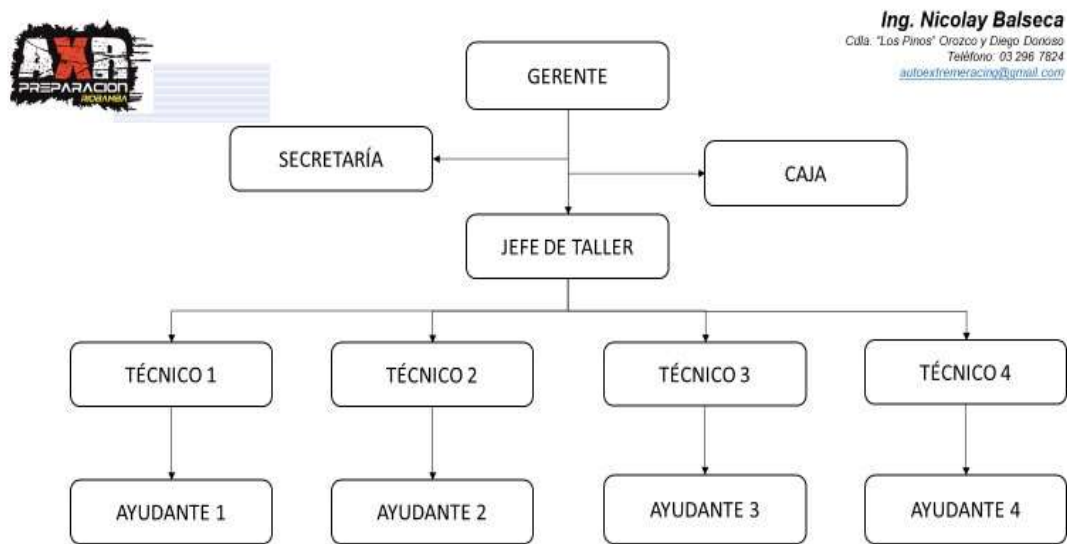 AXR
PREPARACION
RIOBAMBA
Ing. Nicolay Balseca
Cdla. "Los Pinos" Orozco y Diego Donoso
Teléfono: 03 296 7824
autoextremeracing@gmail.com
GERENTE
SECRETARÍA
CAJA
JEFE DE TALLER
TÉCNICO 1
TÉCNICO 2
TÉCNICO 3
TÉCNICO 4
AYUDANTE 1
AYUDANTE 2
AYUDANTE 3
AYUDANTE 4